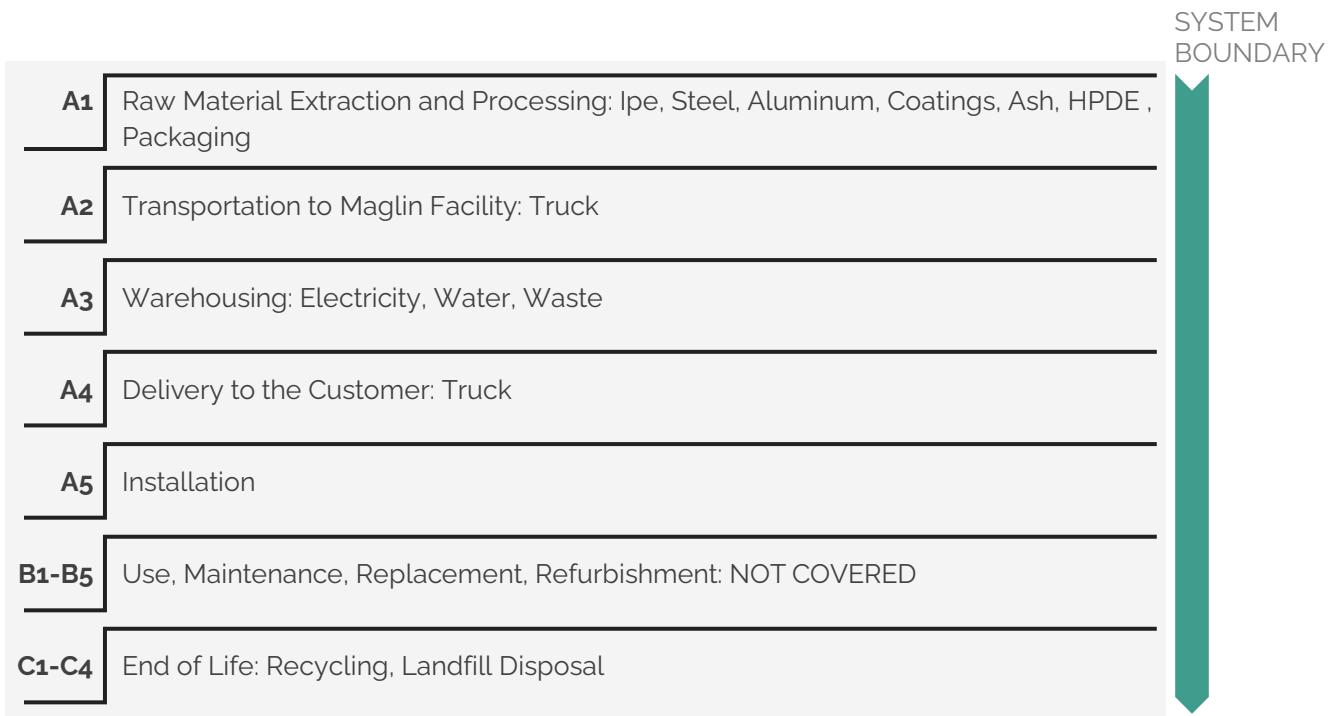 SYSTEM
BOUNDARY
A1 Raw Material Extraction and Processing: Ipe, Steel, Aluminum, Coatings, Ash, HPDE ,
Packaging
A2 Transportation to Maglin Facility: Truck
A3 Warehousing: Electricity, Water, Waste
A4 Delivery to the Customer: Truck
A5 Installation
B1-B5 Use, Maintenance, Replacement, Refurbishment: NOT COVERED
C1-C4 End of Life: Recycling, Landfill Disposal